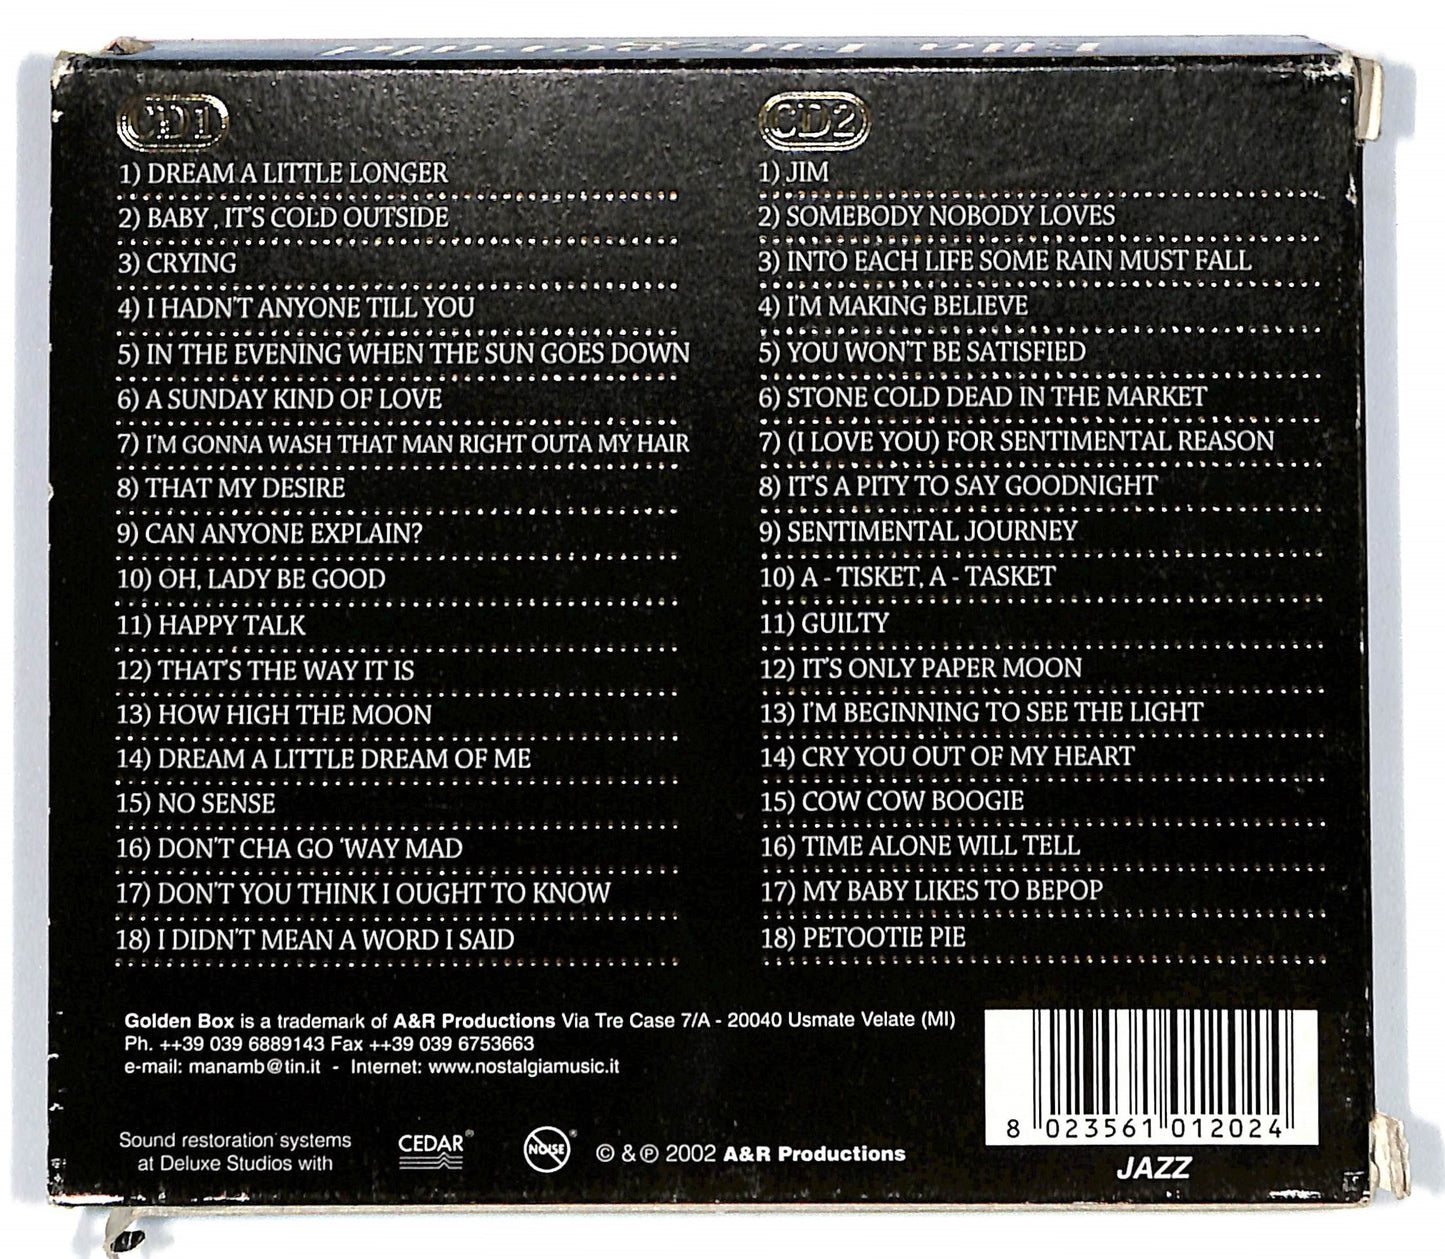 Ella Fitzgerald
CD1
1) DREAM A LITTLE LONGER
2) BABY , IT'S COLD OUTSIDE
3) CRYING
4) I HADN'T ANYONE TILL YOU
5) IN THE EVENING WHEN THE SUN GOES DOWN
6) A SUNDAY KIND OF LOVE
7) I'M GONNA WASH THAT MAN RIGHT OUTA MY HAIR
8) THAT MY DESIRE
9) CAN ANYONE EXPLAIN?
10) OH, LADY BE GOOD
11) HAPPY TALK
12) THAT'S THE WAY IT IS
13) HOW HIGH THE MOON
14) DREAM A LITTLE DREAM OF ME
15) NO SENSE
16) DON'T CHA GO 'WAY MAD
17) DON'T YOU THINK I OUGHT TO KNOW
18) I DIDN'T MEAN A WORD I SAID
CD2
1) JIM
2) SOMEBODY NOBODY LOVES
3) INTO EACH LIFE SOME RAIN MUST FALL
4) I'M MAKING BELIEVE
5) YOU WON'T BE SATISFIED
6) STONE COLD DEAD IN THE MARKET
7) (I LOVE YOU) FOR SENTIMENTAL REASON
8) IT'S A PITY TO SAY GOODNIGHT
9) SENTIMENTAL JOURNEY
10) A - TISKET, A - TASKET
11) GUILTY
12) IT'S ONLY PAPER MOON
13) I'M BEGINNING TO SEE THE LIGHT
14) CRY YOU OUT OF MY HEART
15) COW COW BOOGIE
16) TIME ALONE WILL TELL
17) MY BABY LIKES TO BEPOP
18) PETOOTIE PIE
Golden Box is a trademark of A&R Productions Via Tre Case 7/A - 20040 Usmate Velate (MI)
Ph. ++39 039 6889143 Fax ++39 039 6753663
e-mail: manamb@tin.it - Internet: www.nostalgiamusic.it
Sound restoration systems
at Deluxe Studios with
CEDAR®
NOISE®
© & ℗ 2002 A&R Productions
8 023561 012024
JAZZ